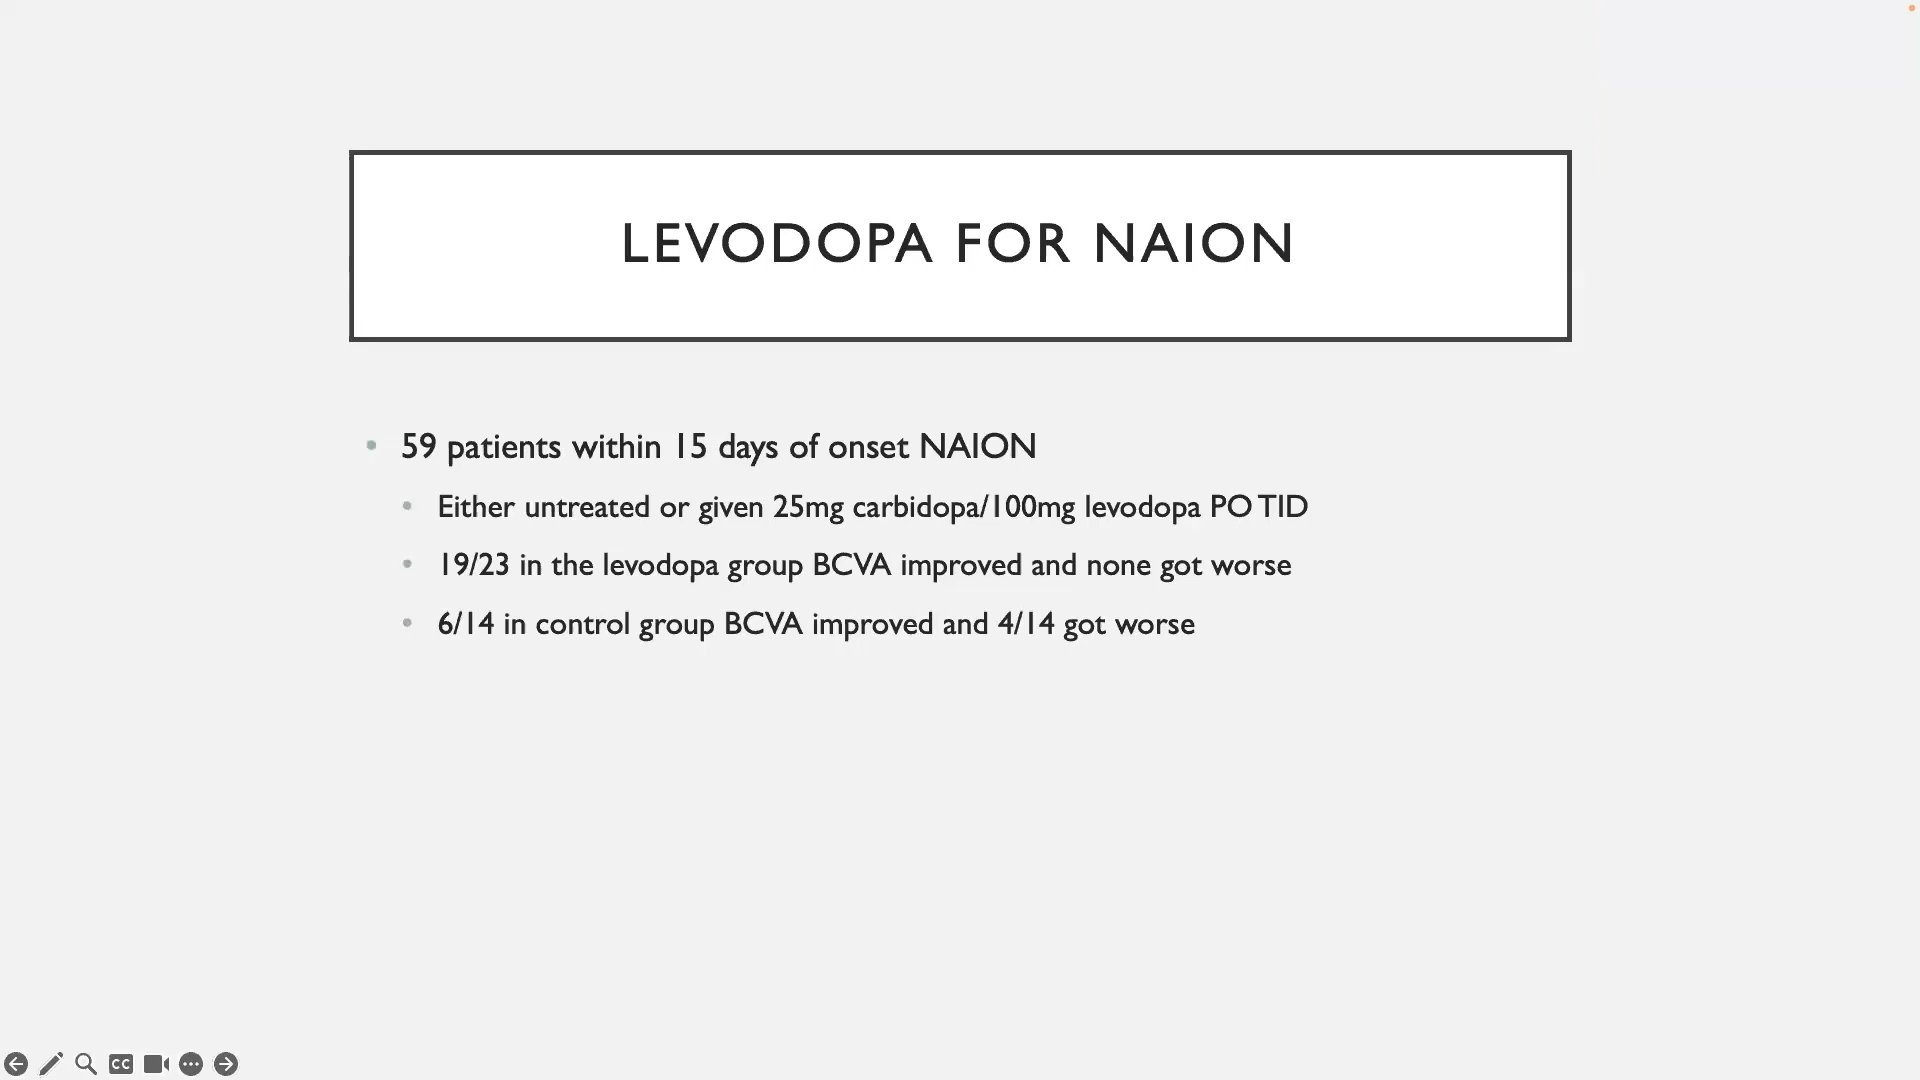 LEVODOPA FOR NAION
• 59 patients within 15 days of onset NAION
• Either untreated or given 25mg carbidopa/100mg levodopa PO TID
• 19/23 in the levodopa group BCVA improved and none got worse
• 6/14 in control group BCVA improved and 4/14 got worse
CC